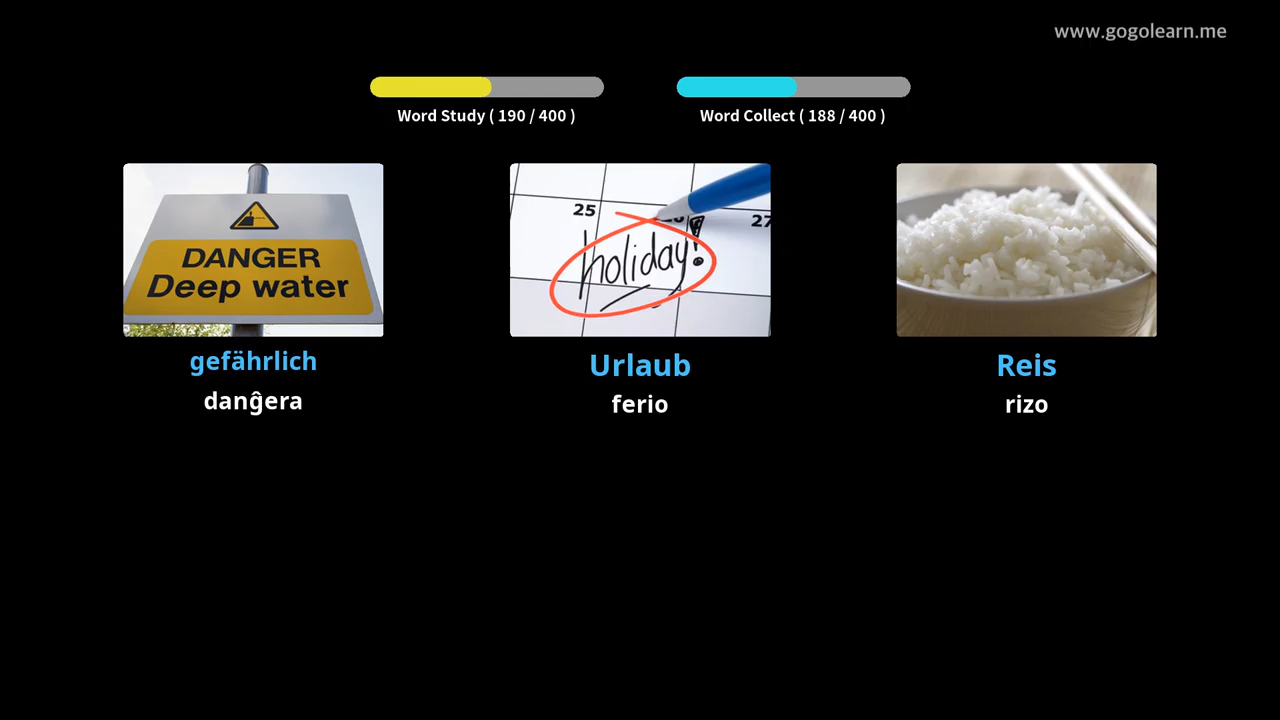 www.gogolearn.me
Word Study ( 190 / 400 )
Word Collect ( 188 / 400 )
DANGER
Deep water
25
27
holiday!
gefährlich
Urlaub
Reis
danĝera
ferio
rizo